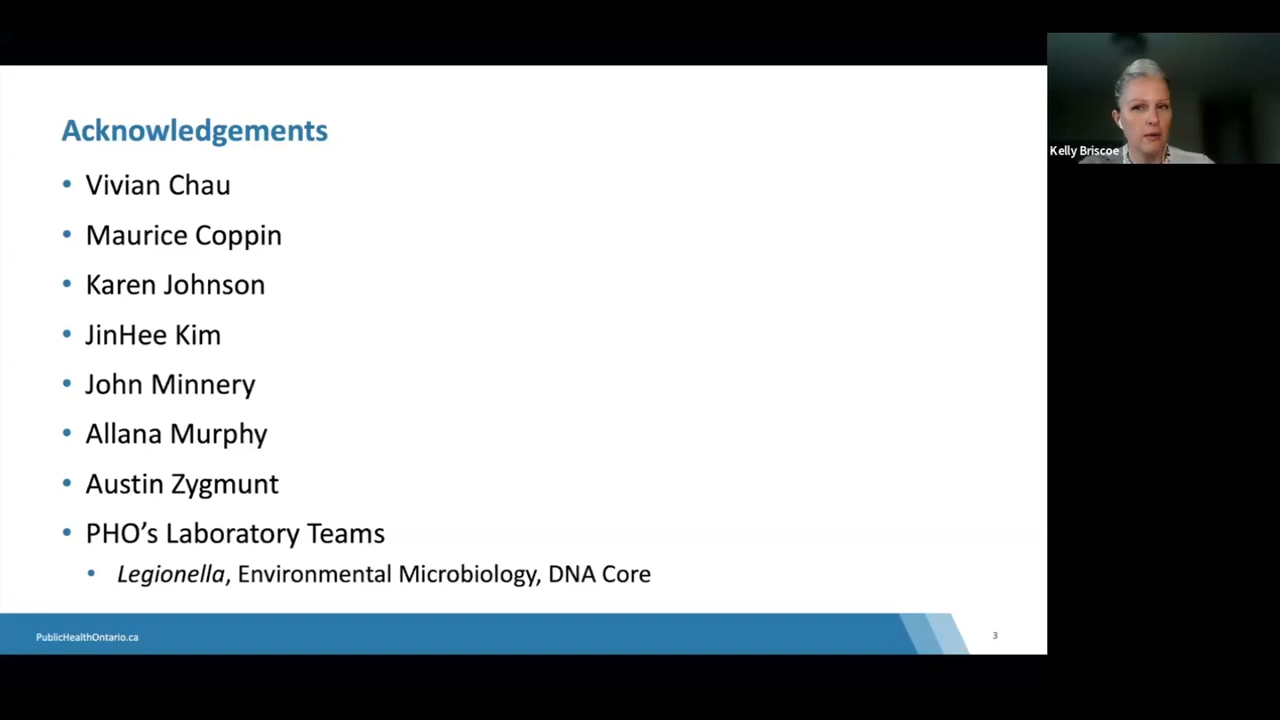 Acknowledgements
• Vivian Chau
• Maurice Coppin
• Karen Johnson
• JinHee Kim
• John Minnery
• Allana Murphy
• Austin Zygmunt
• PHO’s Laboratory Teams
• Legionella, Environmental Microbiology, DNA Core
PublicHealthOntario.ca
3
Kelly Briscoe